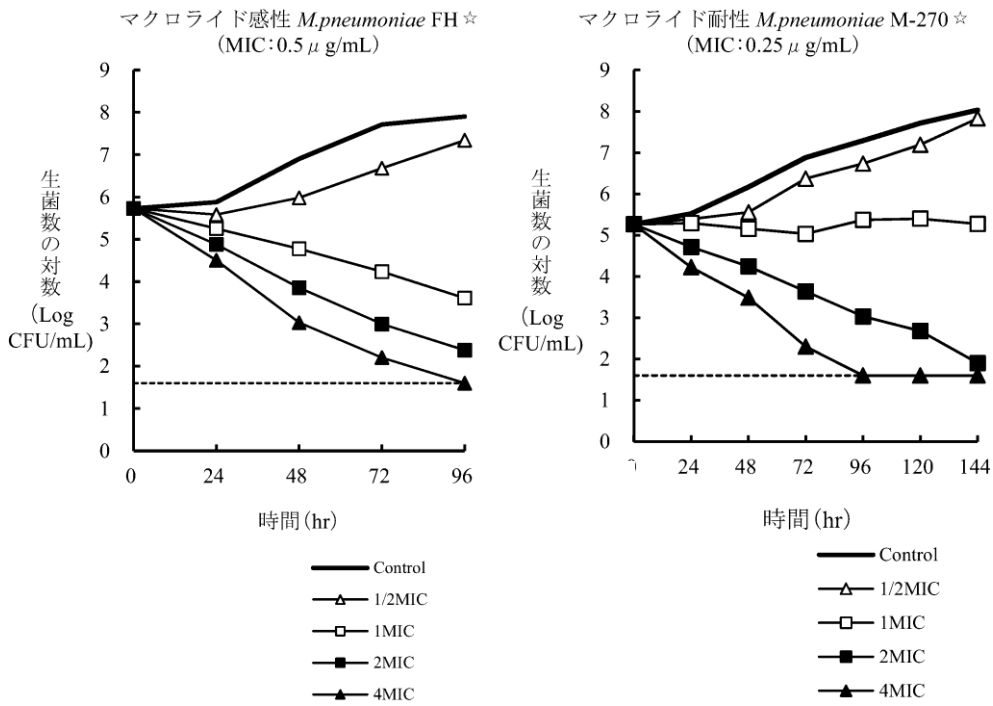 マクロライド感性 M.pneumoniae FH☆
(MIC:0.5μg/mL)
9
8
7
6
5
4
3
2
1
0
生菌数の対数
(Log
CFU/mL)
0 24 48 72 96
時間(hr)
Control
1/2MIC
1MIC
2MIC
4MIC
マクロライド耐性 M.pneumoniae M-270☆
(MIC:0.25μg/mL)
9
8
7
6
5
4
3
2
1
0
生菌数の対数
(Log
CFU/mL)
0 24 48 72 96 120 144
時間(hr)
Control
1/2MIC
1MIC
2MIC
4MIC